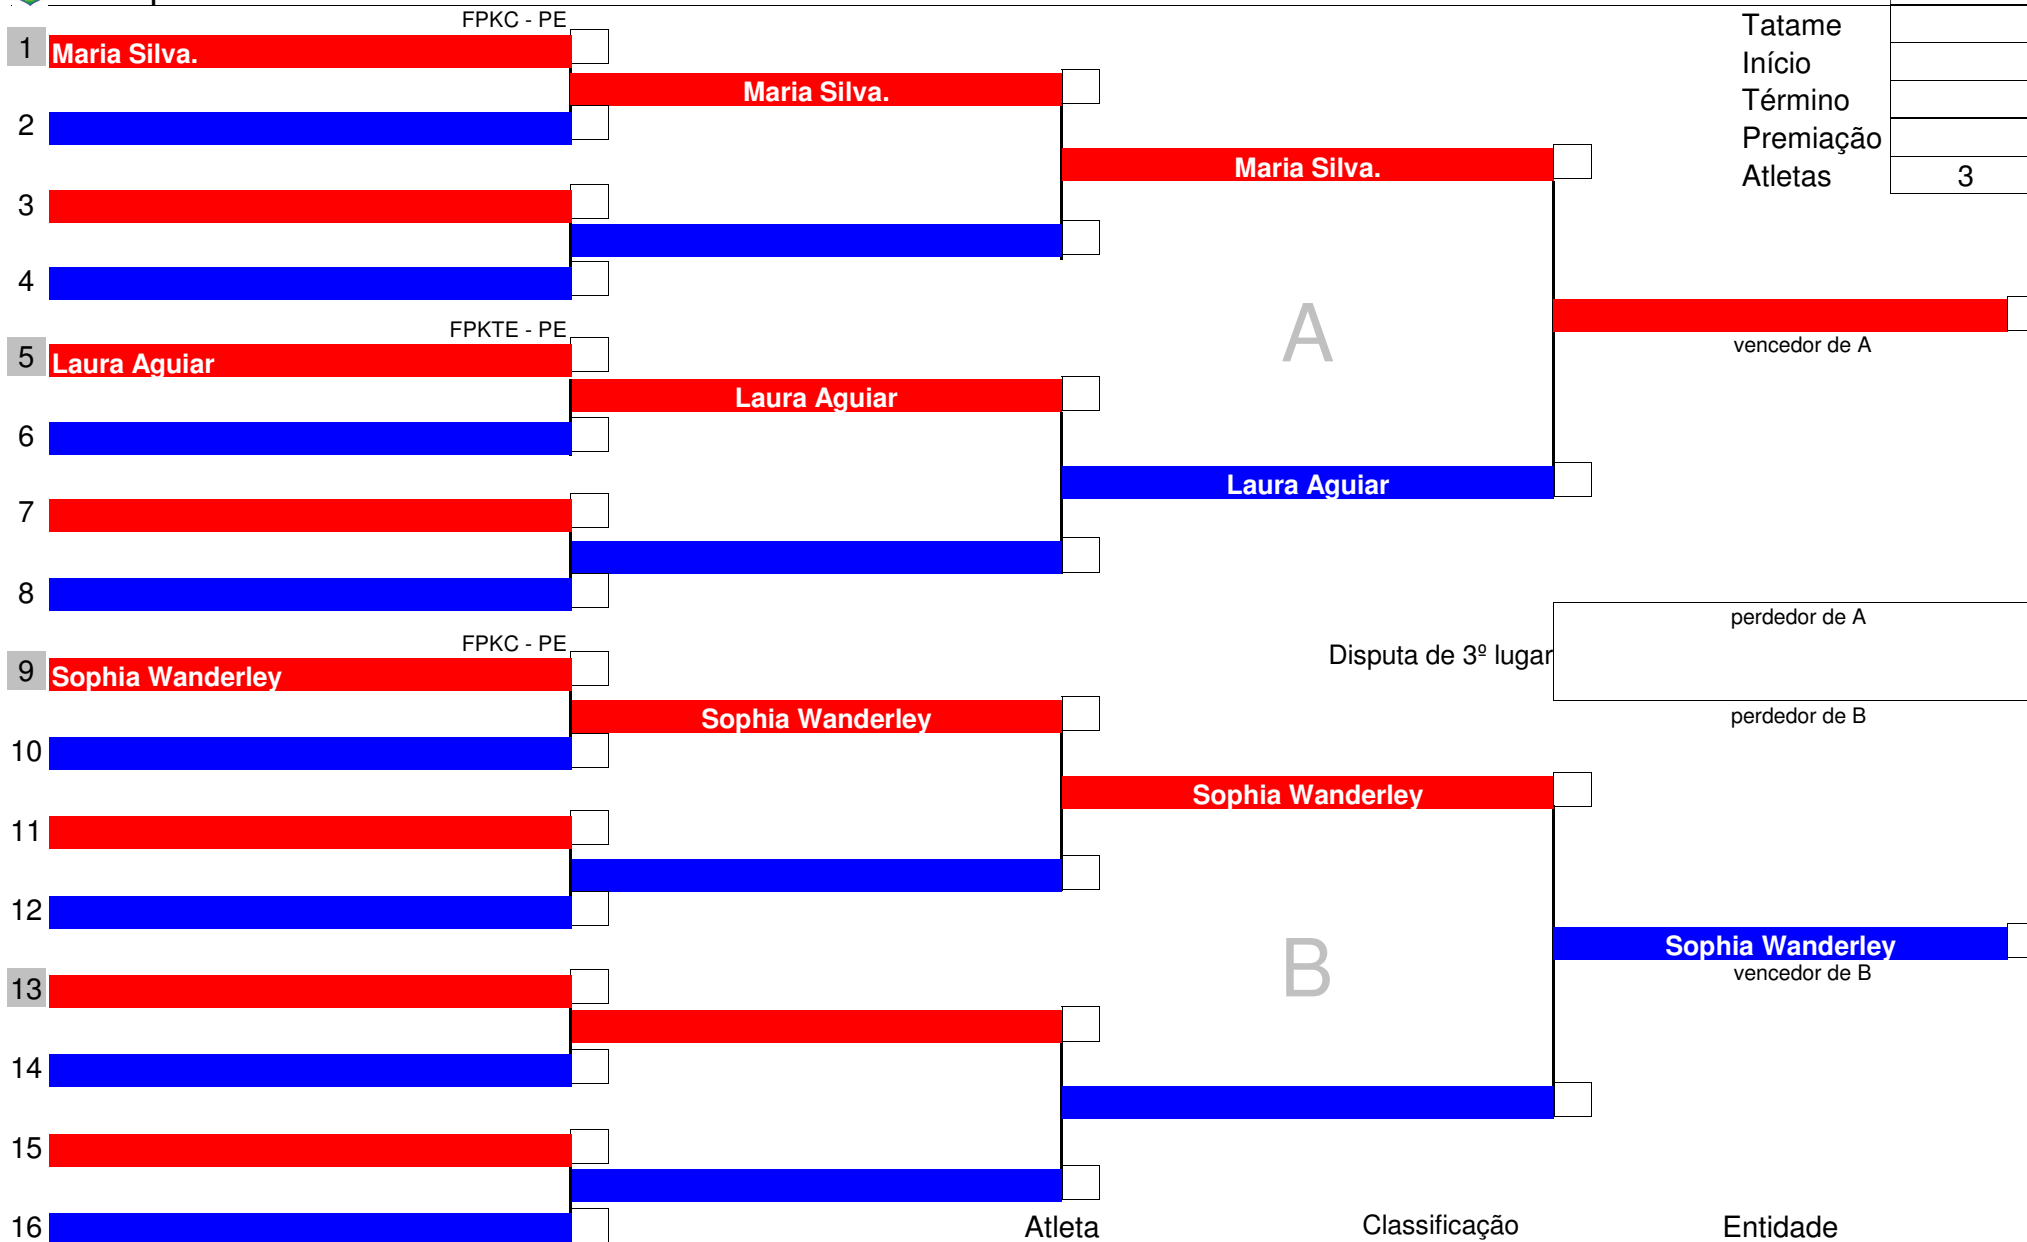 FPKC - PE
Tatame
1 Maria Silva.
Maria Silva.
Início
Término
2
Premiação
Maria Silva.
Atletas 3
3
4
FPKTE - PE
A
vencedor de A
5 Laura Aguiar
Laura Aguiar
6
Laura Aguiar
7
8
perdedor de A
FPKC - PE
Disputa de 3º lugar
9 Sophia Wanderley
Sophia Wanderley
perdedor de B
10
Sophia Wanderley
11
12
Sophia Wanderley
B
vencedor de B
13
14
15
16
Atleta Classificação Entidade